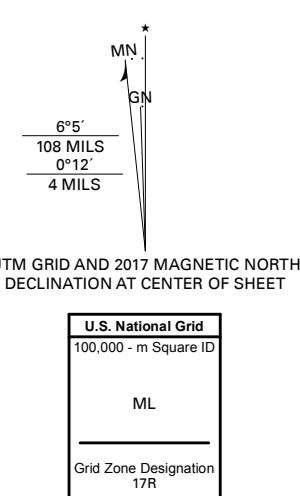 ★
MN
GN
6°5´
108 MILS
0°12´
4 MILS
UTM GRID AND 2017 MAGNETIC NORTH
DECLINATION AT CENTER OF SHEET
U.S. National Grid
100,000 - m Square ID
ML
Grid Zone Designation
17R